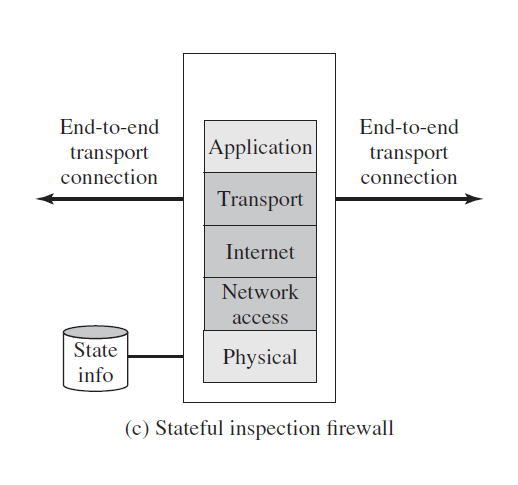 End-to-end
transport
connection
End-to-end
transport
connection
Application
Transport
Internet
Network
access
Physical
State
info
(c) Stateful inspection firewall